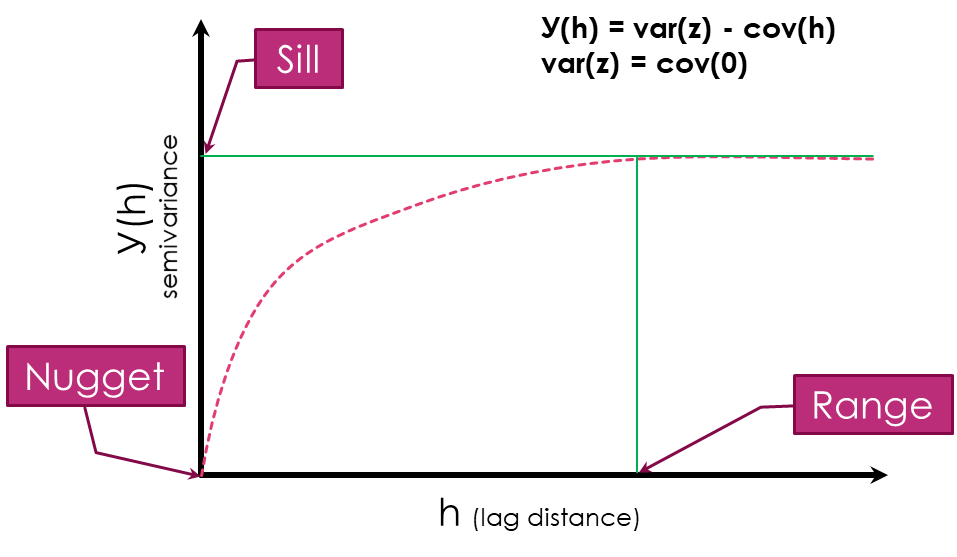 У(h) = var(z) - cov(h)
var(z) = cov(0)
Sill
У(h)
semivariance
Nugget
Range
h (lag distance)